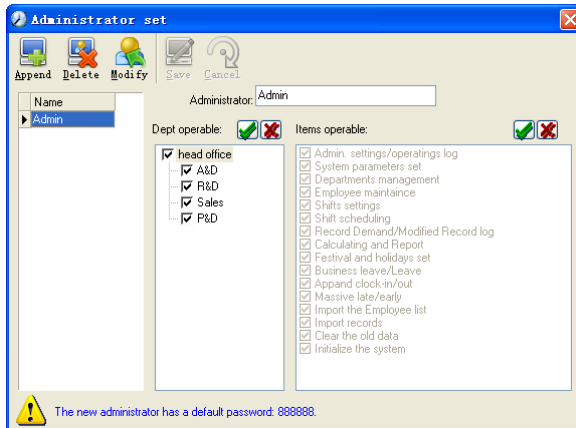 Administrator set
Append Delete Modify Save Cancel
Name
Admin
Administrator: Admin
Dept operable:
head office
A&D
R&D
Sales
P&D
Items operable:
Admin. settings/operatings log
System parameters set
Departments management
Employee maintaince
Shifts settings
Shift scheduling
Record Demand/Modified Record log
Calculating and Report
Festival and holidays set
Business leave/Leave
Appand clock-in/out
Massive late/early
Import the Employee list
Import records
Clear the old data
Initialize the system
The new administrator has a default password: 888888.